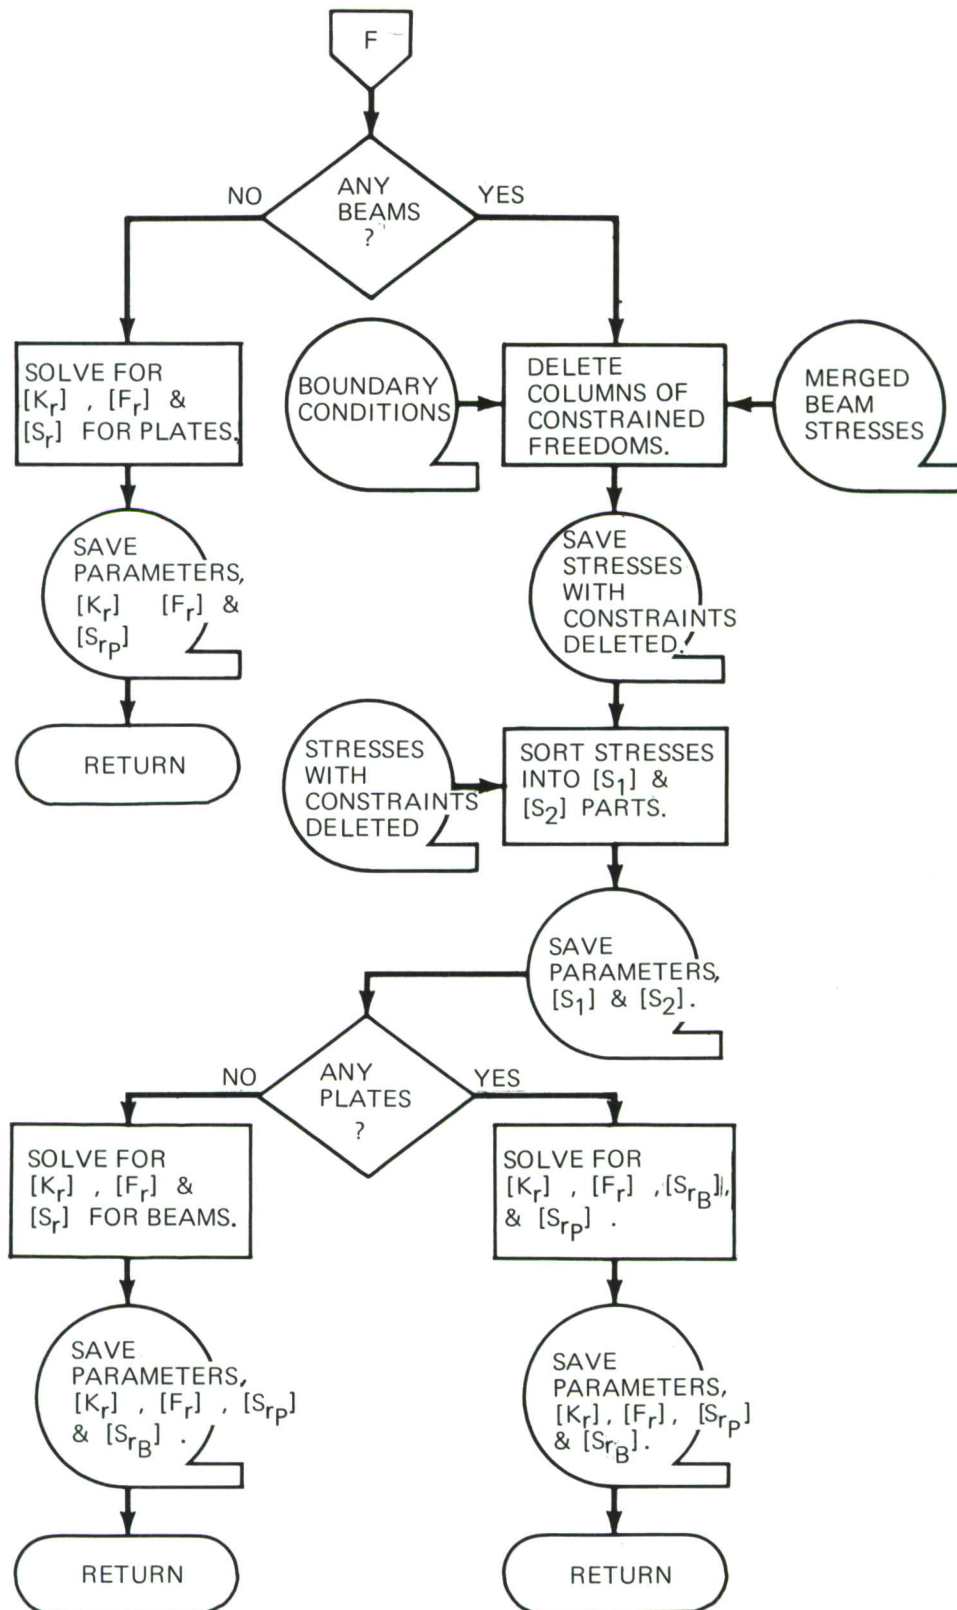 F
ANY
BEAMS
?
NO
YES
SOLVE FOR
[Kr] , [Fr] &
[Sr] FOR PLATES.
BOUNDARY
CONDITIONS
DELETE
COLUMNS OF
CONSTRAINED
FREEDOMS.
MERGED
BEAM
STRESSES
SAVE
PARAMETERS,
[Kr] [Fr] &
[SrP]
SAVE
STRESSES
WITH
CONSTRAINTS
DELETED.
RETURN
STRESSES
WITH
CONSTRAINTS
DELETED
SORT STRESSES
INTO [S1] &
[S2] PARTS.
SAVE
PARAMETERS,
[S1] & [S2].
ANY
PLATES
?
NO
YES
SOLVE FOR
[Kr] , [Fr] &
[Sr] FOR BEAMS.
SOLVE FOR
[Kr] , [Fr] ,[SrB],
& [SrP] .
SAVE
PARAMETERS,
[Kr] , [Fr] , [SrP]
& [SrB] .
SAVE
PARAMETERS,
[Kr], [Fr], [SrP]
& [SrB].
RETURN
RETURN